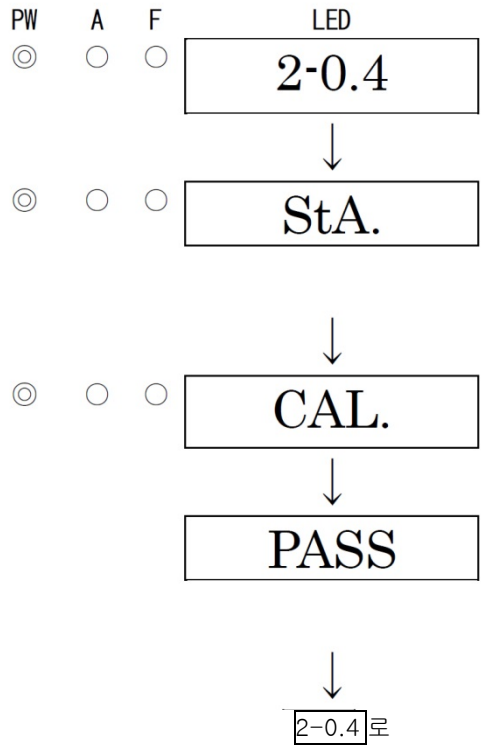 PW A F LED
2-0.4
StA.
CAL.
PASS
2-0.4 로